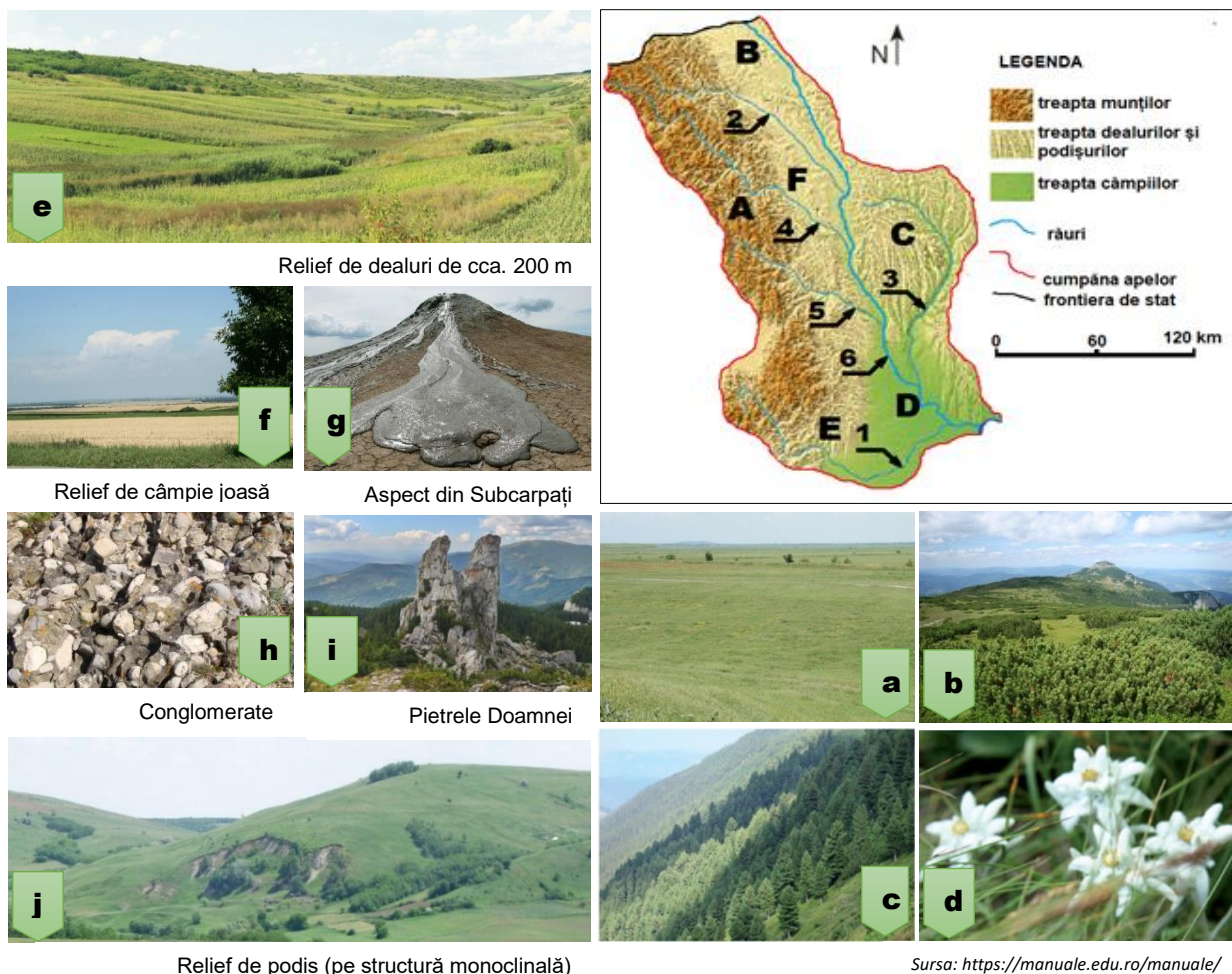 e
Relief de dealuri de cca. 200 m
f
Relief de câmpie joasă
g
Aspect din Subcarpați
h
Conglomerate
i
Pietrele Doamnei
j
Relief de podiș (pe structură monoclinală)
B
N
2
F
A
4
C
3
5
6
D
E
1
LEGENDA
treapta munților
treapta dealurilor și
podișurilor
treapta câmpiilor
râuri
cumpăna apelor
frontiera de stat
0
60
120 km
a
b
c
d
Sursa: https://manuale.edu.ro/manuale/